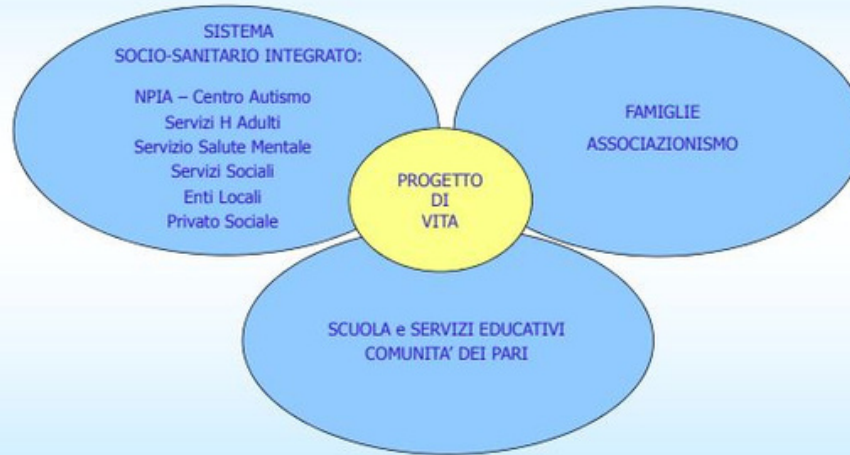 SISTEMA
SOCIO-SANITARIO INTEGRATO:
NPIA – Centro Autismo
Servizi H Adulti
Servizio Salute Mentale
Servizi Sociali
Enti Locali
Privato Sociale
FAMIGLIE
ASSOCIAZIONISMO
PROGETTO
DI
VITA
SCUOLA e SERVIZI EDUCATIVI
COMUNITA’ DEI PARI